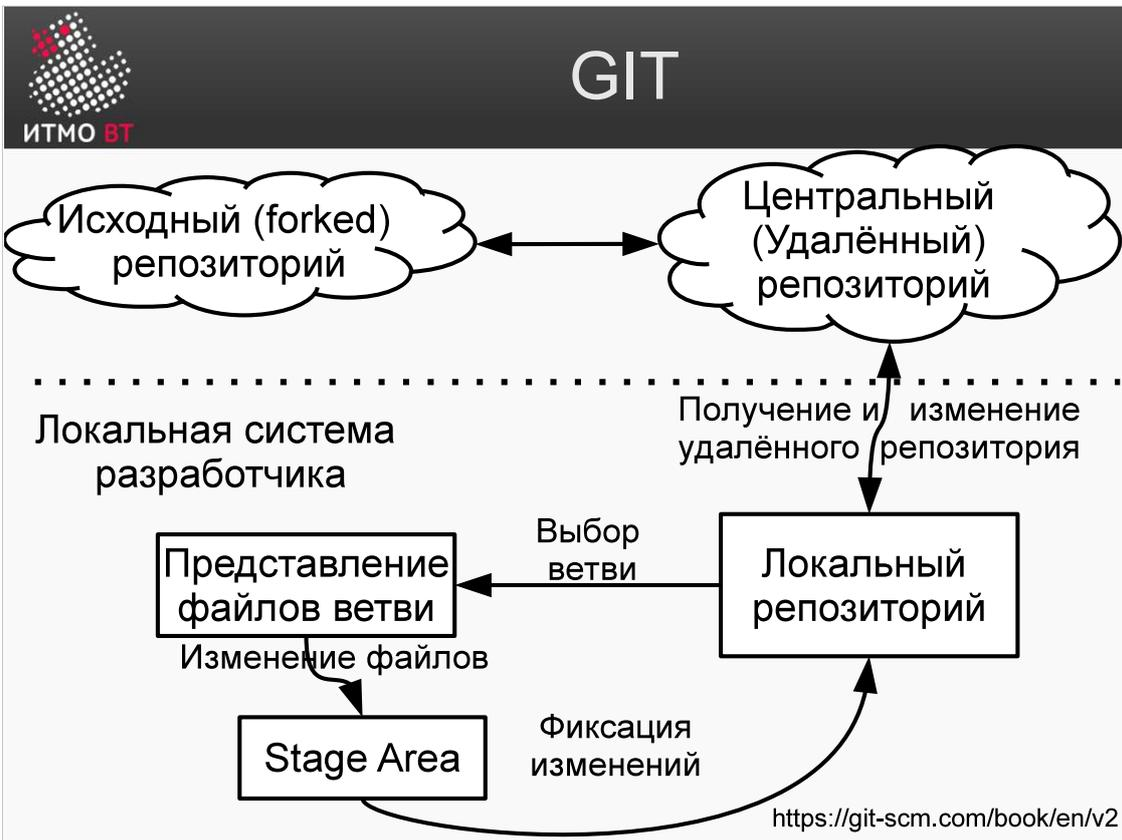 GIT
ИТМО ВТ
Исходный (forked)
репозиторий
Центральный
(Удалённый)
репозиторий
Получение и изменение
удалённого репозитория
Локальная система
разработчика
Выбор
ветви
Представление
файлов ветви
Локальный
репозиторий
Изменение файлов
Stage Area
Фиксация
изменений
https://git-scm.com/book/en/v2